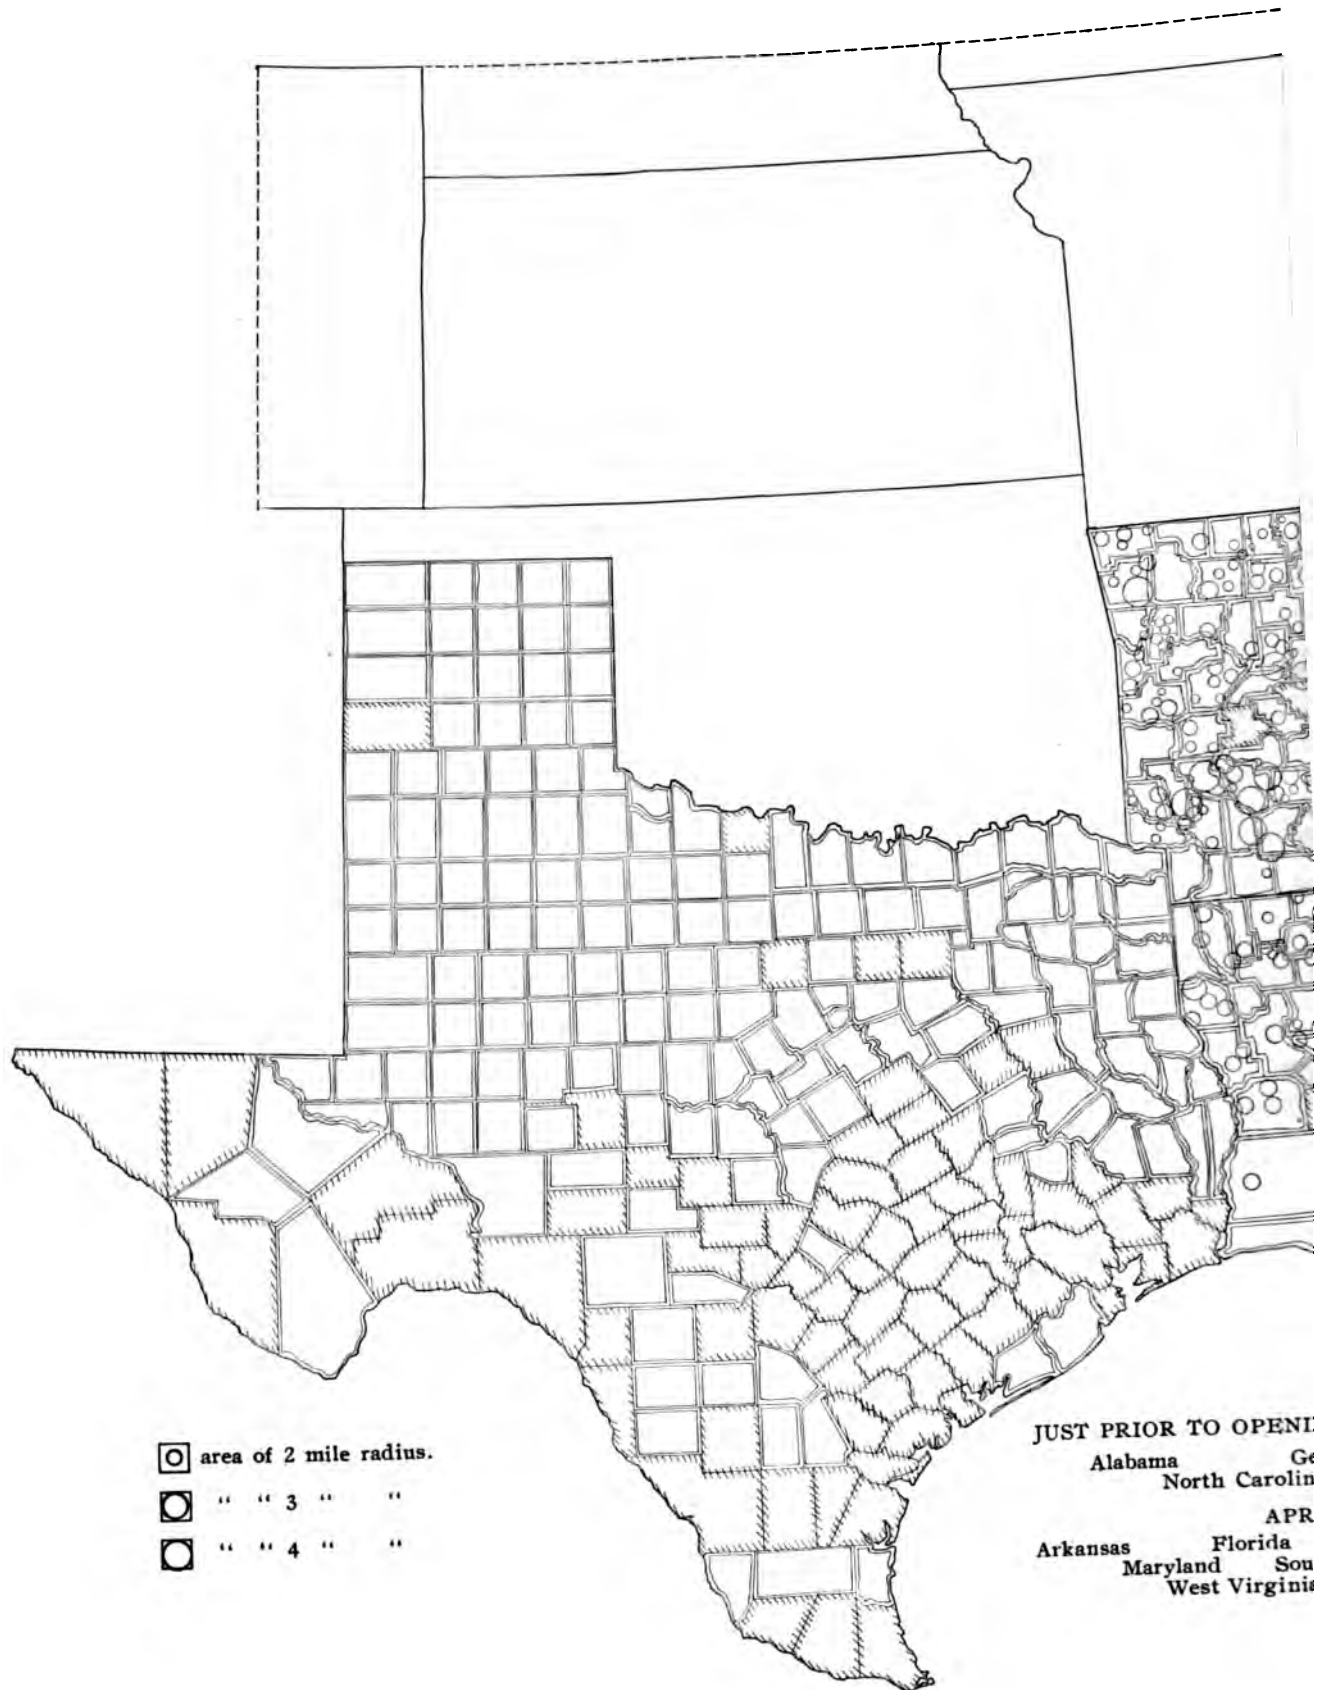 area of 2 mile radius.
“ “ 3 “ “
“ “ 4 “ “
JUST PRIOR TO OPENI
Alabama Ge
North Carolin
APR
Arkansas Florida
Maryland Sou
West Virginia